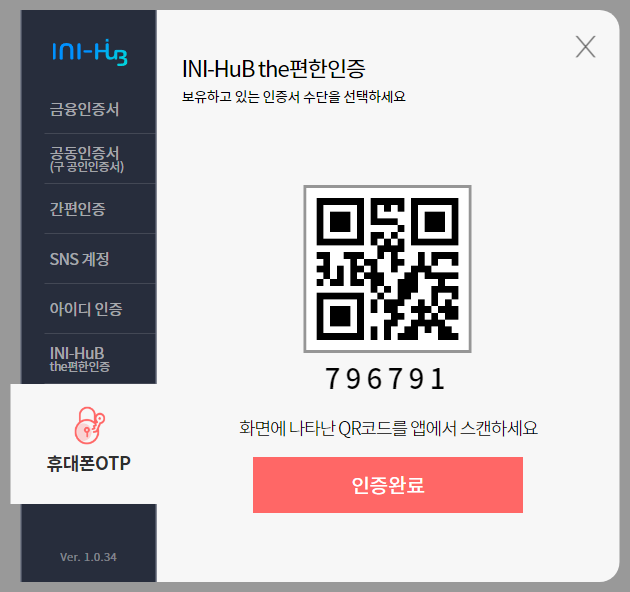 INI-HUB
금융인증서
공동인증서
(구 공인인증서)
간편인증
SNS 계정
아이디 인증
INI-HuB
the편한인증
휴대폰OTP
Ver. 1.0.34
INI-HuB the편한인증
보유하고 있는 인증서 수단을 선택하세요
796791
화면에 나타난 QR코드를 앱에서 스캔하세요
인증완료